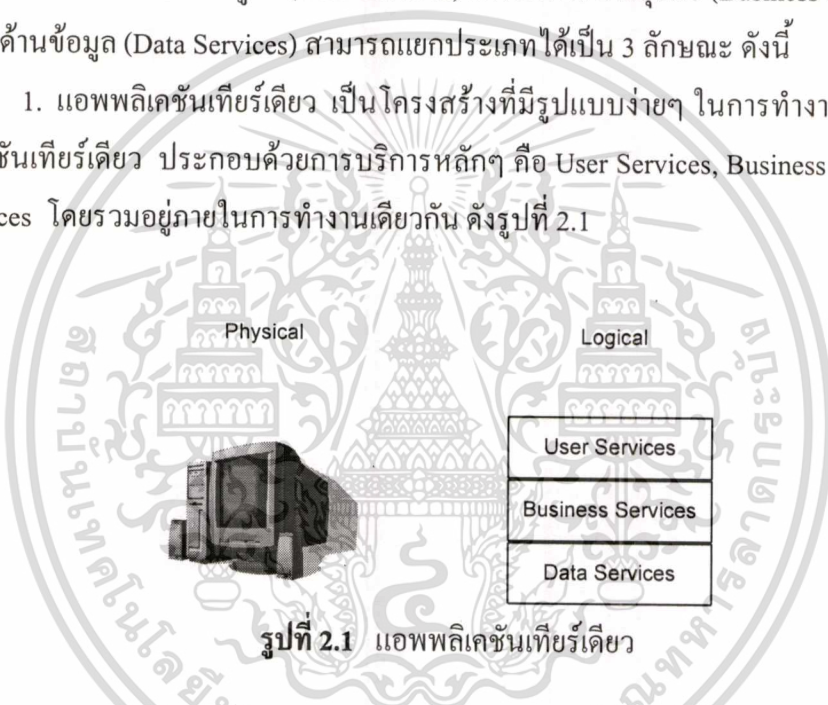 (Business
ด้านข้อมูล (Data Services) สามารถแยกประเภทได้เป็น 3 ลักษณะ ดังนี้
1. แอพพลิเคชันเทียร์เดียว เป็นโครงสร้างที่มีรูปแบบง่ายๆ ในการทำงา
ชันเทียร์เดียว ประกอบด้วยการบริการหลักๆ คือ User Services, Business
ces โดยรวมอยู่ภายในการทำงานเดียวกัน ดังรูปที่ 2.1
Physical Logical
User Services
Business Services
Data Services
รูปที่ 2.1 แอพพลิเคชันเทียร์เดียว